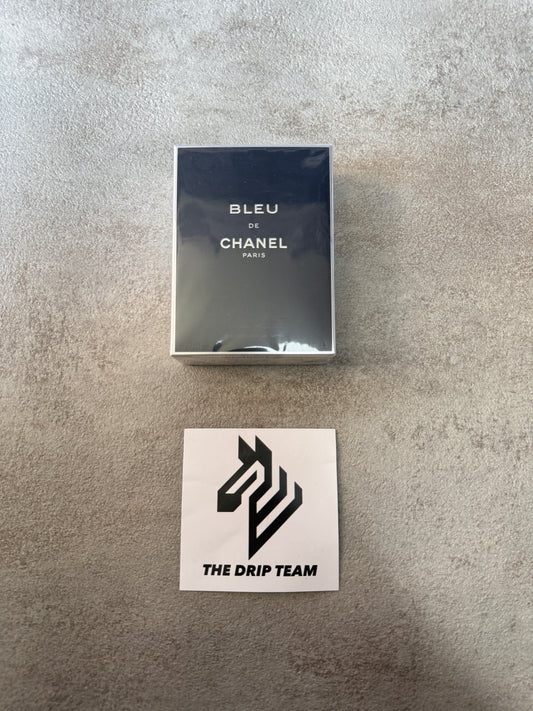 BLEU
DE
CHANEL
PARIS
THE DRIP TEAM